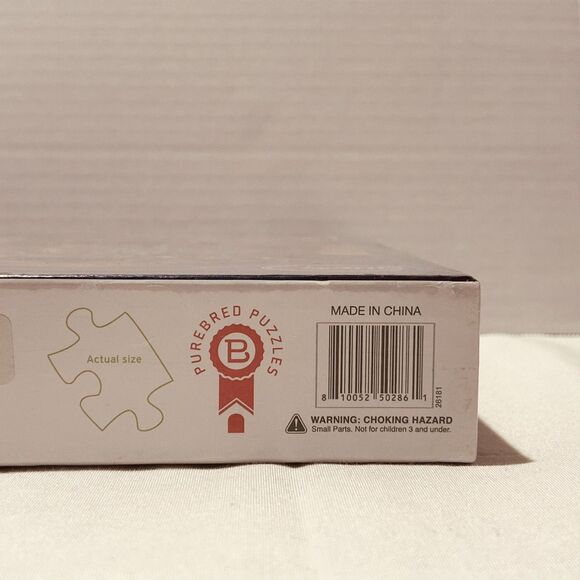 Actual size
PUREBRED PUZZLES
B
MADE IN CHINA
8 10052 50286 1
26181
WARNING: CHOKING HAZARD
Small Parts. Not for children 3 and under.